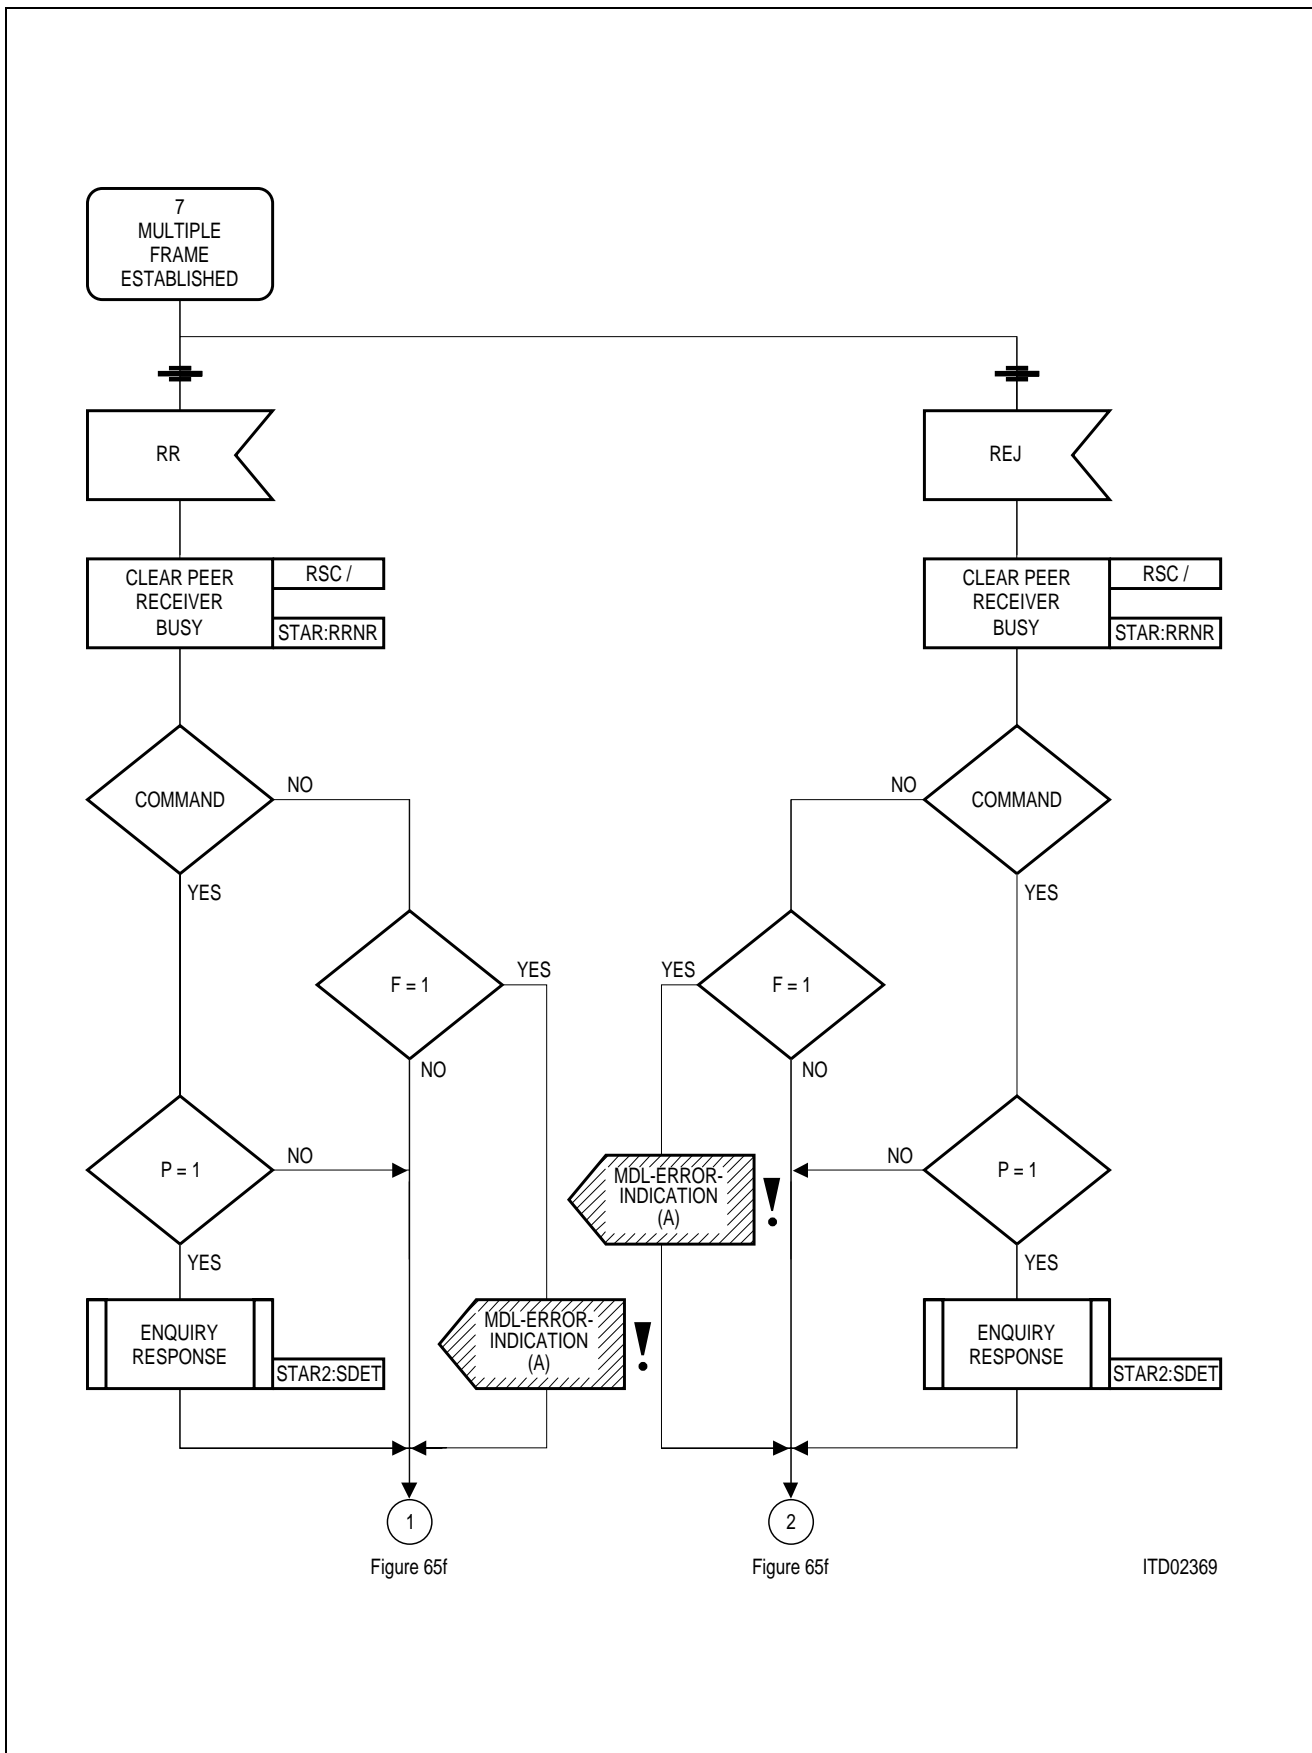 7
MULTIPLE
FRAME
ESTABLISHED
RR
REJ
CLEAR PEER
RECEIVER
BUSY
RSC /
STAR:RRNR
CLEAR PEER
RECEIVER
BUSY
RSC /
STAR:RRNR
COMMAND
NO
YES
NO
COMMAND
YES
F = 1
YES
NO
YES
F = 1
NO
P = 1
NO
YES
MDL-ERROR-
INDICATION
(A)
!
NO
P = 1
YES
ENQUIRY
RESPONSE
STAR2:SDET
MDL-ERROR-
INDICATION
(A)
!
ENQUIRY
RESPONSE
STAR2:SDET
1
Figure 65f
2
Figure 65f
ITD02369